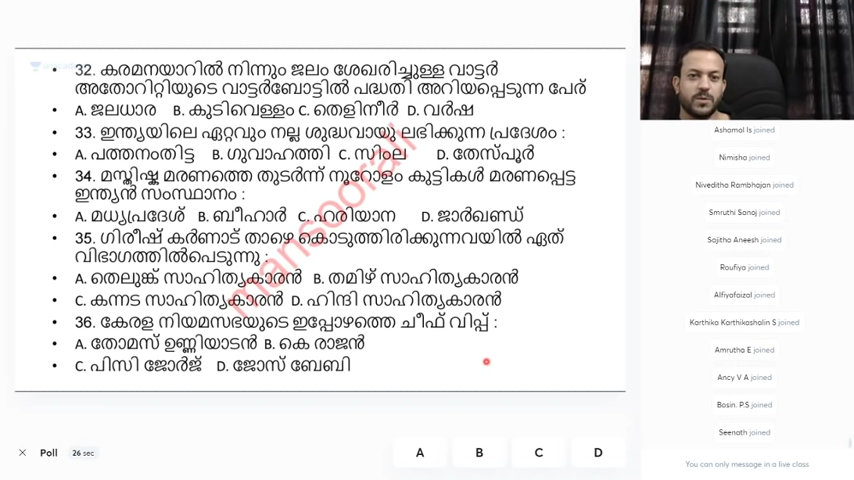 • 32. കരമനയാറിൽ നിന്നും ജലം ശേഖരിച്ചുള്ള വാട്ടർ
അതോറിറ്റിയുടെ വാട്ടർബോട്ടിൽ പദ്ധതി അറിയപ്പെടുന്ന പേര്
• A. ജലധാര B. കുടിവെള്ളം C. തെളിനീർ D. വർഷ
• 33. ഇന്ത്യയിലെ ഏറ്റവും നല്ല ശുദ്ധവായു ലഭിക്കുന്ന പ്രദേശം :
• A. പത്തനംതിട്ട B. ഗുവാഹത്തി C. സിംല D. തേസ്പൂർ
• 34. മസ്തിഷ്ക മരണത്തെ തുടർന്ന് നൂറോളം കുട്ടികൾ മരണപ്പെട്ട
ഇന്ത്യൻ സംസ്ഥാനം :
• A. മധ്യപ്രദേശ് B. ബീഹാർ C. ഹരിയാന D. ജാർഖണ്ഡ്
• 35. ഗിരീഷ് കർണാട് താഴെ കൊടുത്തിരിക്കുന്നവയിൽ ഏത്
വിഭാഗത്തിൽപെടുന്നു :
• A. തെലുങ്ക് സാഹിത്യകാരൻ B. തമിഴ് സാഹിത്യകാരൻ
• C. കന്നട സാഹിത്യകാരൻ D. ഹിന്ദി സാഹിത്യകാരൻ
• 36. കേരള നിയമസഭയുടെ ഇപ്പോഴത്തെ ചീഫ് വിപ്പ് :
• A. തോമസ് ഉണ്ണിയാടൻ B. കെ രാജൻ
• C. പിസി ജോർജ് D. ജോസ് ബേബി
mansoorali
× Poll 26 sec
A B C D
Ashamol Is joined
Nimisha joined
Niveditha Rambhajan joined
Smruthi Sanoj joined
Sajitha Aneesh joined
Roufiya joined
Alfiyafaizal joined
Karthika Karthikashalin S joined
Amrutha E joined
Ancy V A joined
Bosin. P.S joined
Seenath joined
You can only message in a live class